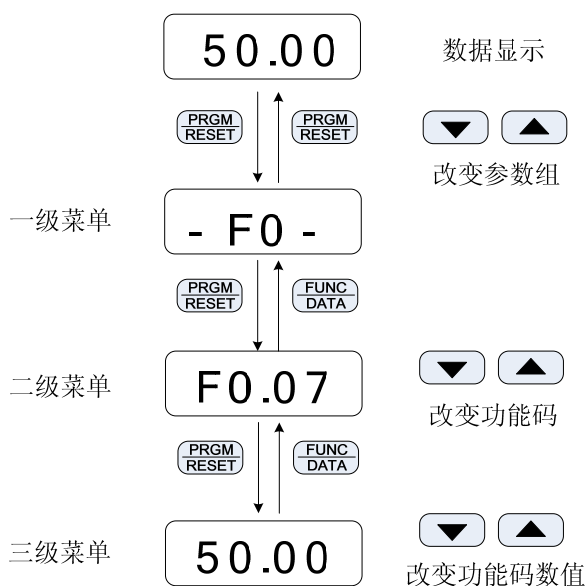 50.00
数据显示
PRGM
RESET
PRGM
RESET
改变参数组
一级菜单
- F0 -
PRGM
RESET
FUNC
DATA
二级菜单
F0.07
改变功能码
PRGM
RESET
FUNC
DATA
三级菜单
50.00
改变功能码数值